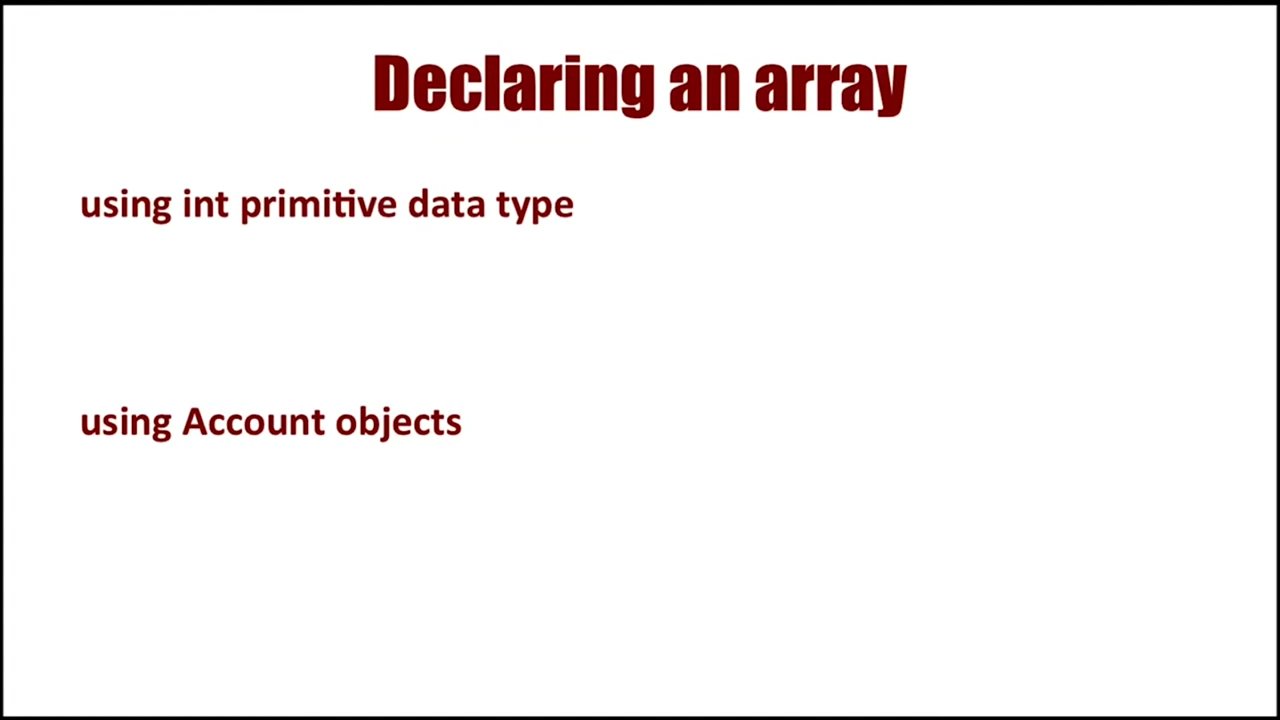 Declaring an array
using int primitive data type
using Account objects